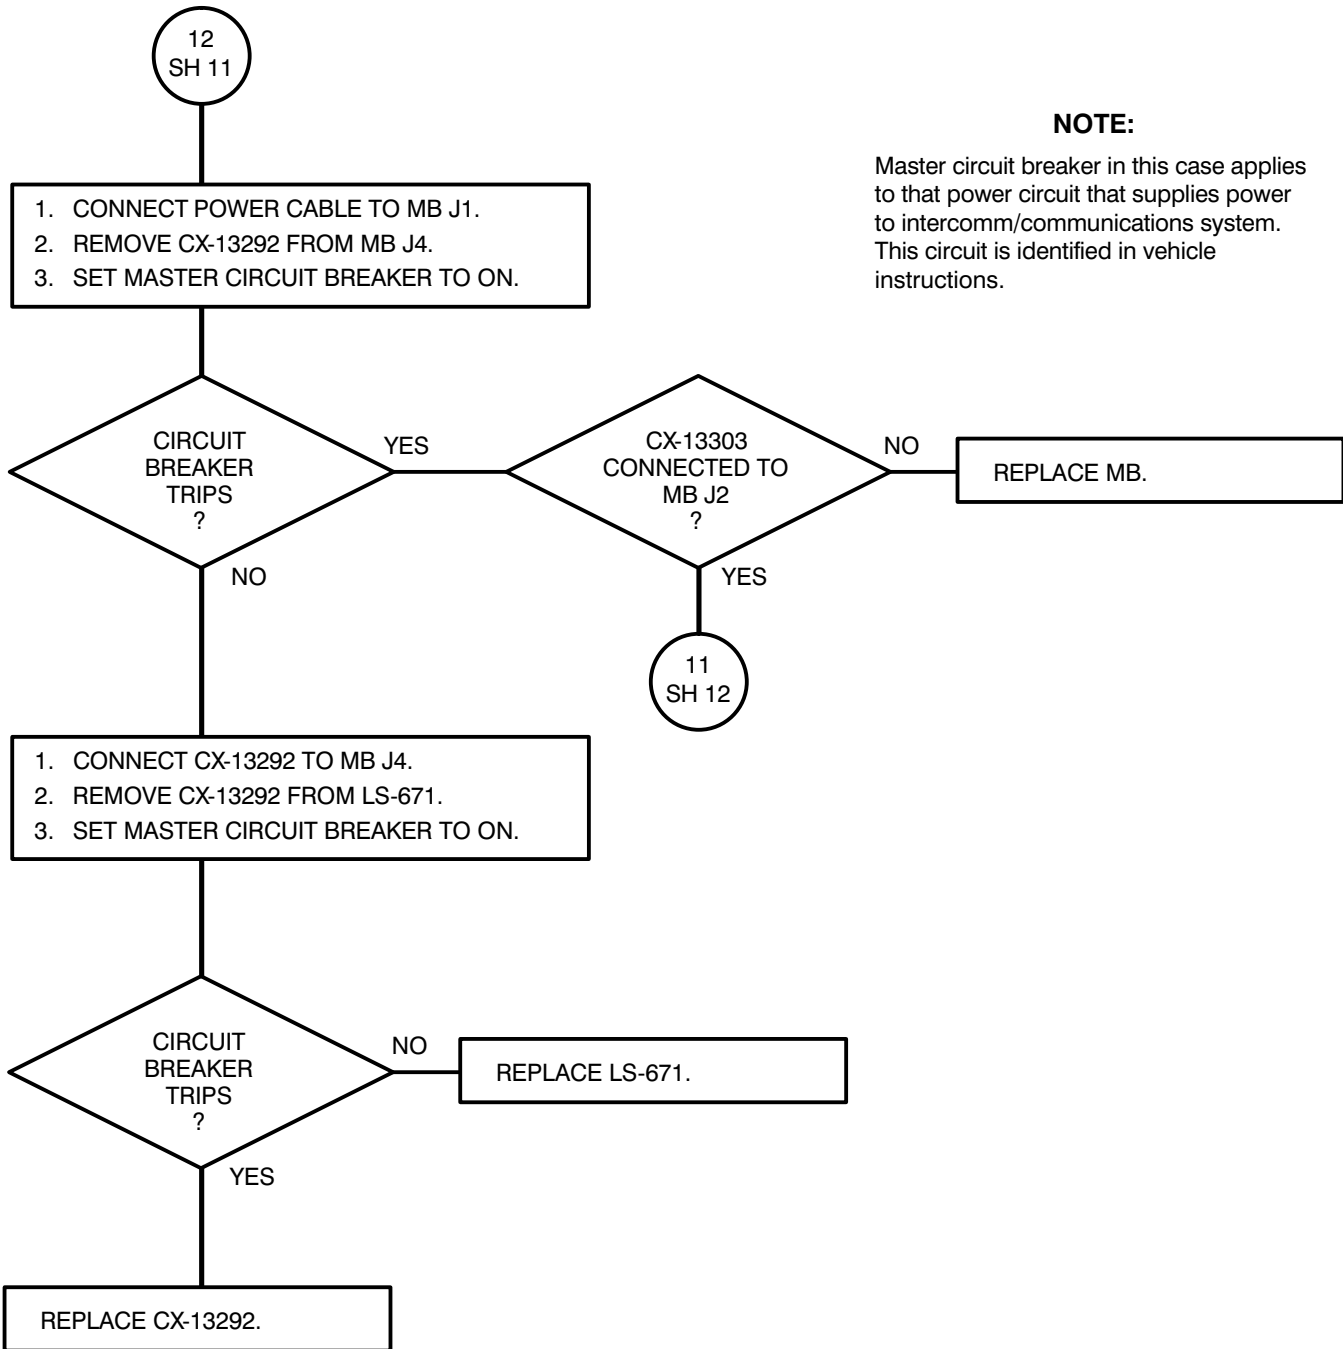 12
SH 11
NOTE:
Master circuit breaker in this case applies
to that power circuit that supplies power
to intercomm/communications system.
This circuit is identified in vehicle
instructions.
1. CONNECT POWER CABLE TO MB J1.
2. REMOVE CX-13292 FROM MB J4.
3. SET MASTER CIRCUIT BREAKER TO ON.
CIRCUIT
BREAKER
TRIPS
?
YES
NO
CX-13303
CONNECTED TO
MB J2
?
NO
YES
REPLACE MB.
11
SH 12
1. CONNECT CX-13292 TO MB J4.
2. REMOVE CX-13292 FROM LS-671.
3. SET MASTER CIRCUIT BREAKER TO ON.
CIRCUIT
BREAKER
TRIPS
?
NO
REPLACE LS-671.
YES
REPLACE CX-13292.